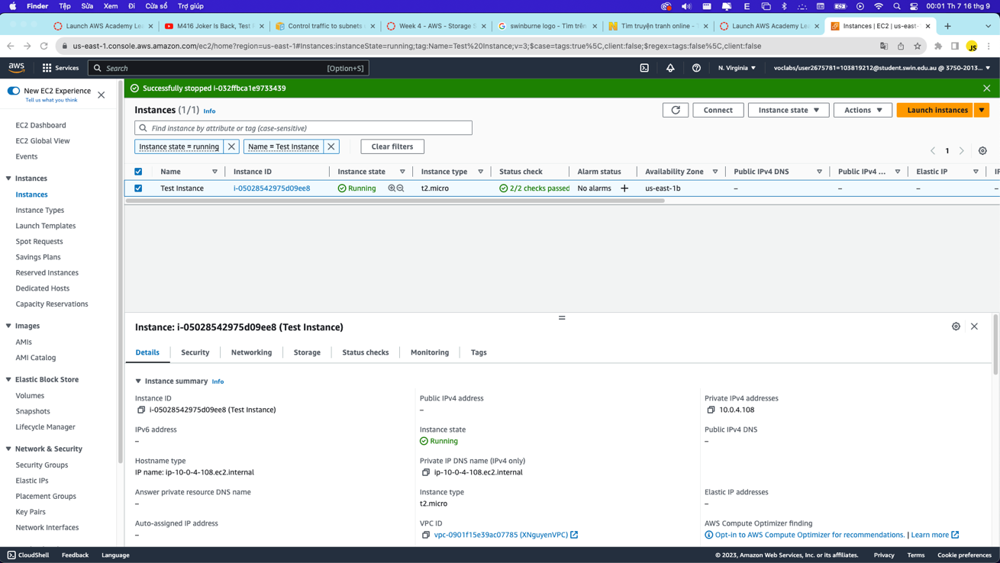 Finder Tệp Sửa Xem Đi Cửa sổ Trợ giúp 00:01 Th 7 16 thg 9
Launch AWS Academy Le
M416 Joker Is Back, Test
Control traffic to subnets
Week 4 - AWS - Storage S
swinburne logo - Tìm trên
Tìm truyện tranh online - T
Launch AWS Academy Le
Instances | EC2 | us-east-
us-east-1.console.aws.amazon.com/ec2/home?region=us-east-1#Instances:instanceState=running;tag:Name=Test%20Instance;v=3;$case=tags:true%5C,client:false;$regex=tags:false%5C,client:false
JS
aws Services Search [Option+S] N. Virginia voclabs/user2675781=103819212@student.swin.edu.au @ 3750-2013...
New EC2 Experience
Tell us what you think
EC2 Dashboard
EC2 Global View
Events
Instances
Instances
Instance Types
Launch Templates
Spot Requests
Savings Plans
Reserved Instances
Dedicated Hosts
Capacity Reservations
Images
AMIs
AMI Catalog
Elastic Block Store
Volumes
Snapshots
Lifecycle Manager
Network & Security
Security Groups
Elastic IPs
Placement Groups
Key Pairs
Network Interfaces
Successfully stopped i-032ffbca1e9733439
Instances (1/1) Info
Connect Instance state Actions Launch instances
Find instance by attribute or tag (case-sensitive)
Instance state = running Name = Test Instance Clear filters
1
Name Instance ID Instance state Instance type Status check Alarm status Availability Zone Public IPv4 DNS Public IPv4 ... Elastic IP IP
Test Instance i-05028542975d09ee8 Running t2.micro 2/2 checks passed No alarms + us-east-1b – – – –
Instance: i-05028542975d09ee8 (Test Instance)
Details Security Networking Storage Status checks Monitoring Tags
Instance summary Info
Instance ID
i-05028542975d09ee8 (Test Instance)
Public IPv4 address
–
Private IPv4 addresses
10.0.4.108
IPv6 address
–
Instance state
Running
Public IPv4 DNS
–
Hostname type
IP name: ip-10-0-4-108.ec2.internal
Private IP DNS name (IPv4 only)
ip-10-0-4-108.ec2.internal
Answer private resource DNS name
–
Instance type
t2.micro
Elastic IP addresses
–
Auto-assigned IP address
–
VPC ID
vpc-0901f15e39ac07785 (XNguyenVPC)
AWS Compute Optimizer finding
Opt-in to AWS Compute Optimizer for recommendations. | Learn more
CloudShell Feedback Language © 2023, Amazon Web Services, Inc. or its affiliates. Privacy Terms Cookie preferences